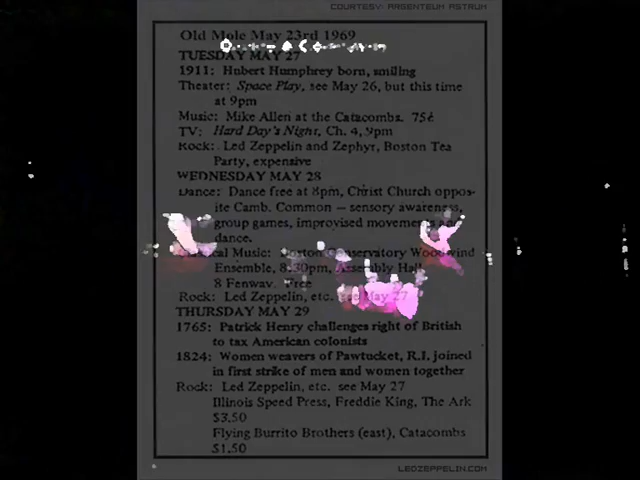 COURTESY: ARGENTEUM ASTRUM
Old Mole May 23rd 1969
TUESDAY MAY 27
1911: Hubert Humphrey born, smiling
Theater: Space Play, see May 26, but this time
at 9pm
Music: Mike Allen at the Catacombs. 75¢
TV: Hard Day's Night, Ch. 4, 9pm
Rock: Led Zeppelin and Zephyr, Boston Tea
Party, expensive
WEDNESDAY MAY 28
Dance: Dance free at 8pm, Christ Church oppos-
ite Camb. Common — sensory awareness,
group games, improvised movement and
dance.
Music: Conservatory Woodwind
Ensemble, 8:30pm, Assembly Hall
8 Fenway. Free
Rock: Led Zeppelin, etc. see May 27
THURSDAY MAY 29
1765: Patrick Henry challenges right of British
to tax American colonists
1824: Women weavers of Pawtucket, R.I. joined
in first strike of men and women together
Rock: Led Zeppelin, etc. see May 27
Illinois Speed Press, Freddie King, The Ark
$3.50
Flying Burrito Brothers (east), Catacombs
$1.50
LEDZEPPELIN.COM